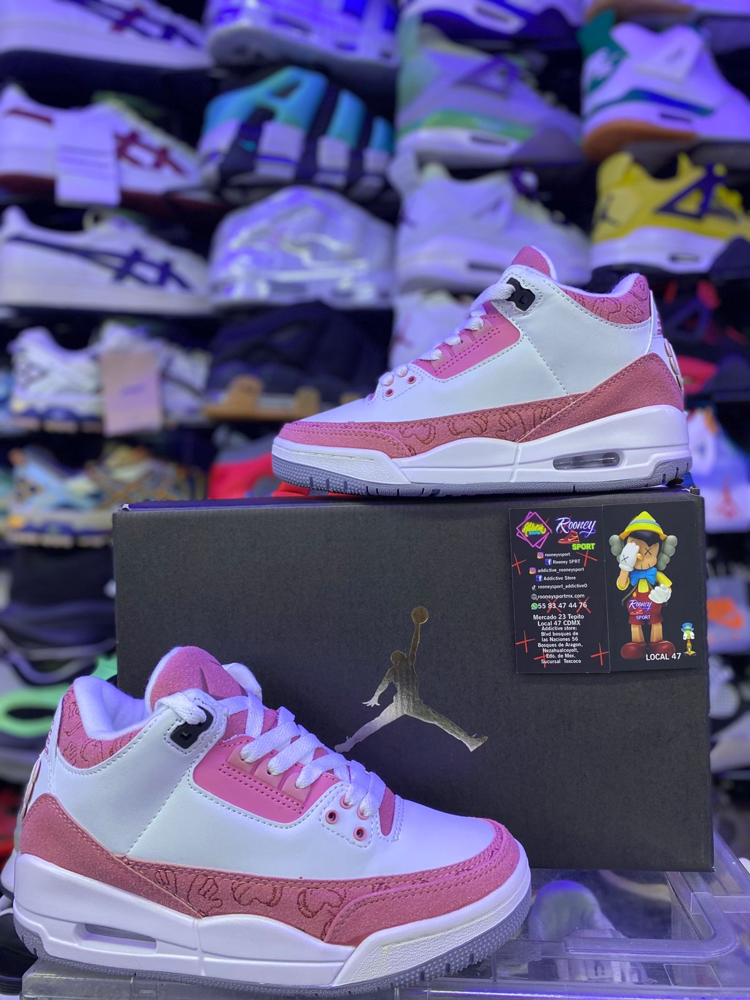 Addictive
STORE
Rooney
SPORT
rooneyssport
Rooney SPRT
addictive_rooneysport
Addictive Store
rooneysport_addictive0
rooneysportmx.com
55 83 47 44 76
Mercado 23 Tepito
Local 47 CDMX
Addictive store:
Blvd bosques de
las Naciones 56
Bosques de Aragon,
Nezahualcoyolt,
Edo. de Mex.
Sucursal Texcoco
Rooney
SPORT
LOCAL 47